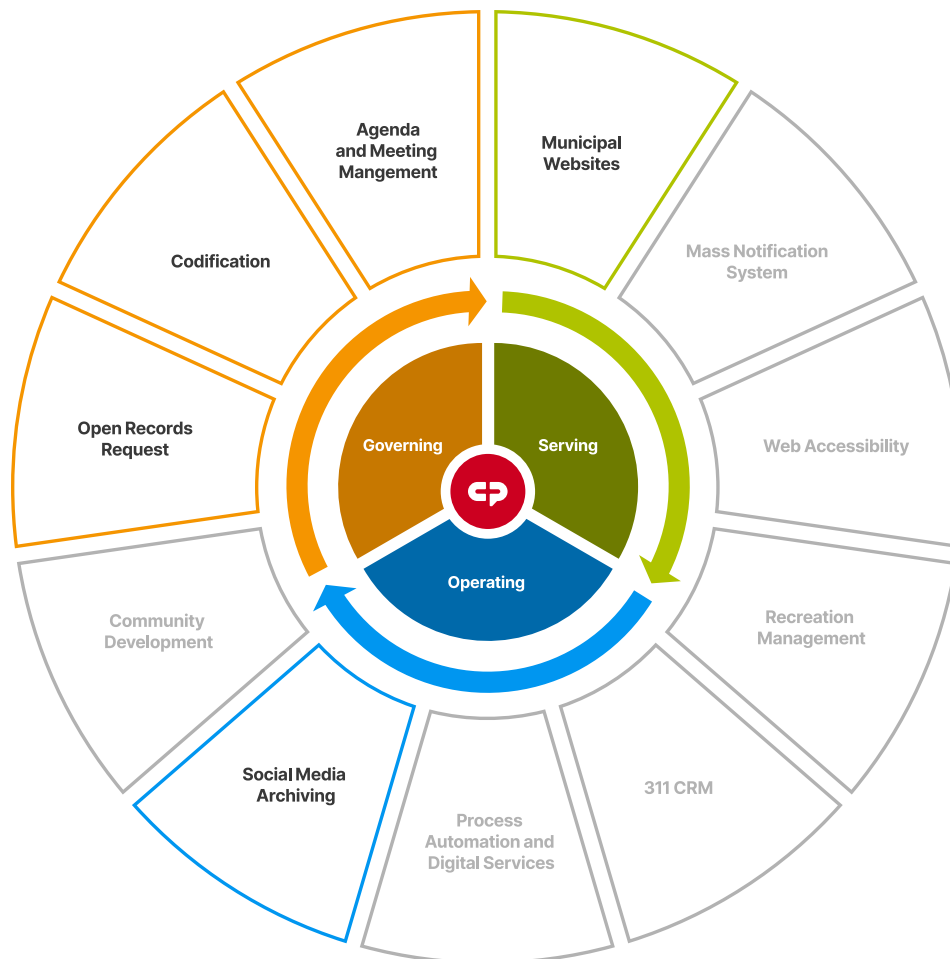 Agenda
and Meeting
Mangement
Municipal
Websites
Mass Notification
System
Web Accessibility
Recreation
Management
311 CRM
Process
Automation and
Digital Services
Social Media
Archiving
Community
Development
Open Records
Request
Codification
Governing
Serving
Operating